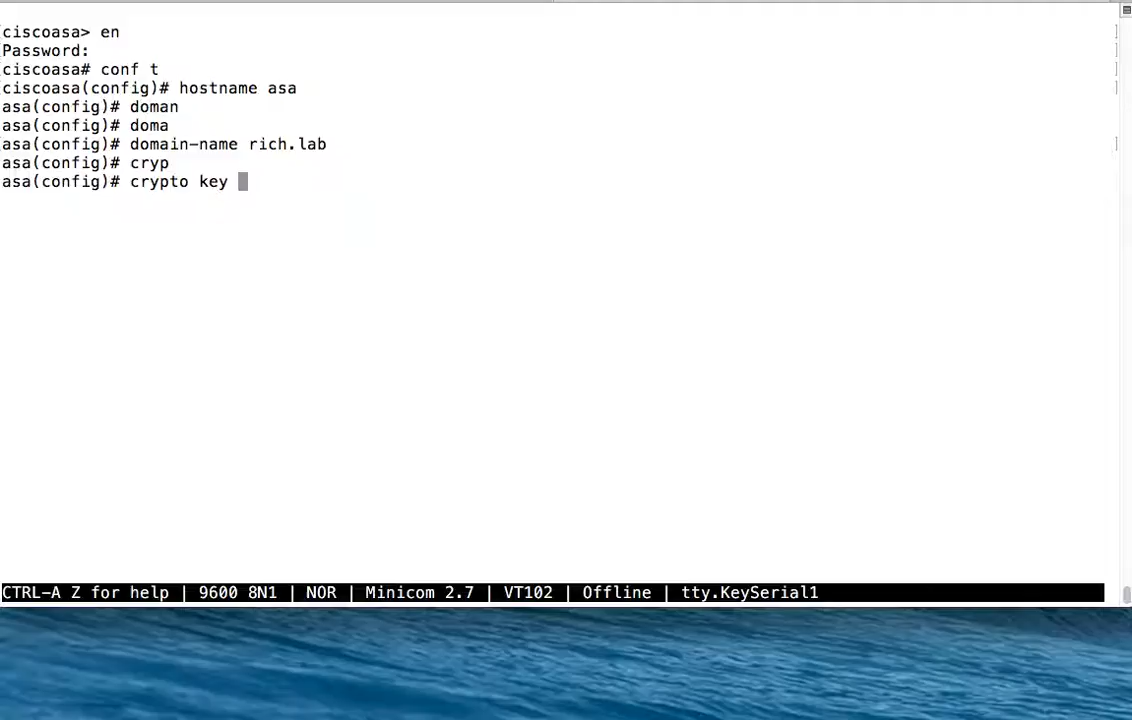 [ciscoasa> en ]
[Password: ]
[ciscoasa# conf t ]
[ciscoasa(config)# hostname asa ]
asa(config)# doman
asa(config)# doma
[asa(config)# domain-name rich.lab ]
asa(config)# cryp
asa(config)# crypto key
CTRL-A Z for help | 9600 8N1 | NOR | Minicom 2.7 | VT102 | Offline | tty.KeySerial1